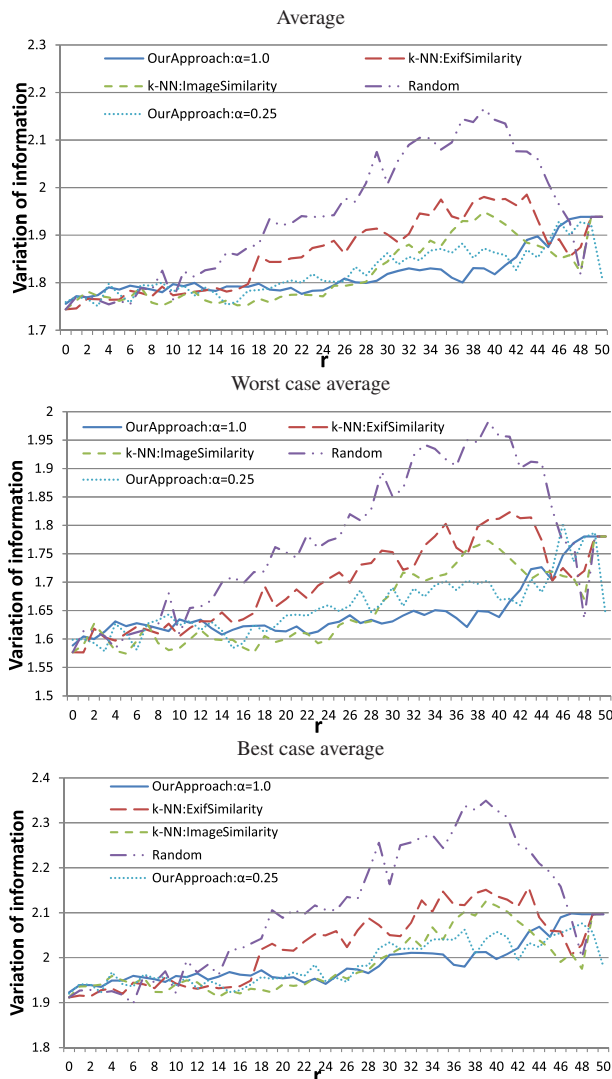 Average
2.3
2.2
2.1
2
1.9
1.8
1.7
Variation of information
OurApproach:α=1.0
k-NN:ExifSimilarity
k-NN:ImageSimilarity
Random
OurApproach:α=0.25
0 2 4 6 8 10 12 14 16 18 20 22 24 26 28 30 32 34 36 38 40 42 44 46 48 50
r
Worst case average
2
1.95
1.9
1.85
1.8
1.75
1.7
1.65
1.6
1.55
1.5
Variation of information
OurApproach:α=1.0
k-NN:ExifSimilarity
k-NN:ImageSimilarity
Random
OurApproach:α=0.25
0 2 4 6 8 10 12 14 16 18 20 22 24 26 28 30 32 34 36 38 40 42 44 46 48 50
r
Best case average
2.4
2.3
2.2
2.1
2
1.9
1.8
Variation of information
OurApproach:α=1.0
k-NN:ExifSimilarity
k-NN:ImageSimilarity
Random
OurApproach:α=0.25
0 2 4 6 8 10 12 14 16 18 20 22 24 26 28 30 32 34 36 38 40 42 44 46 48 50
r